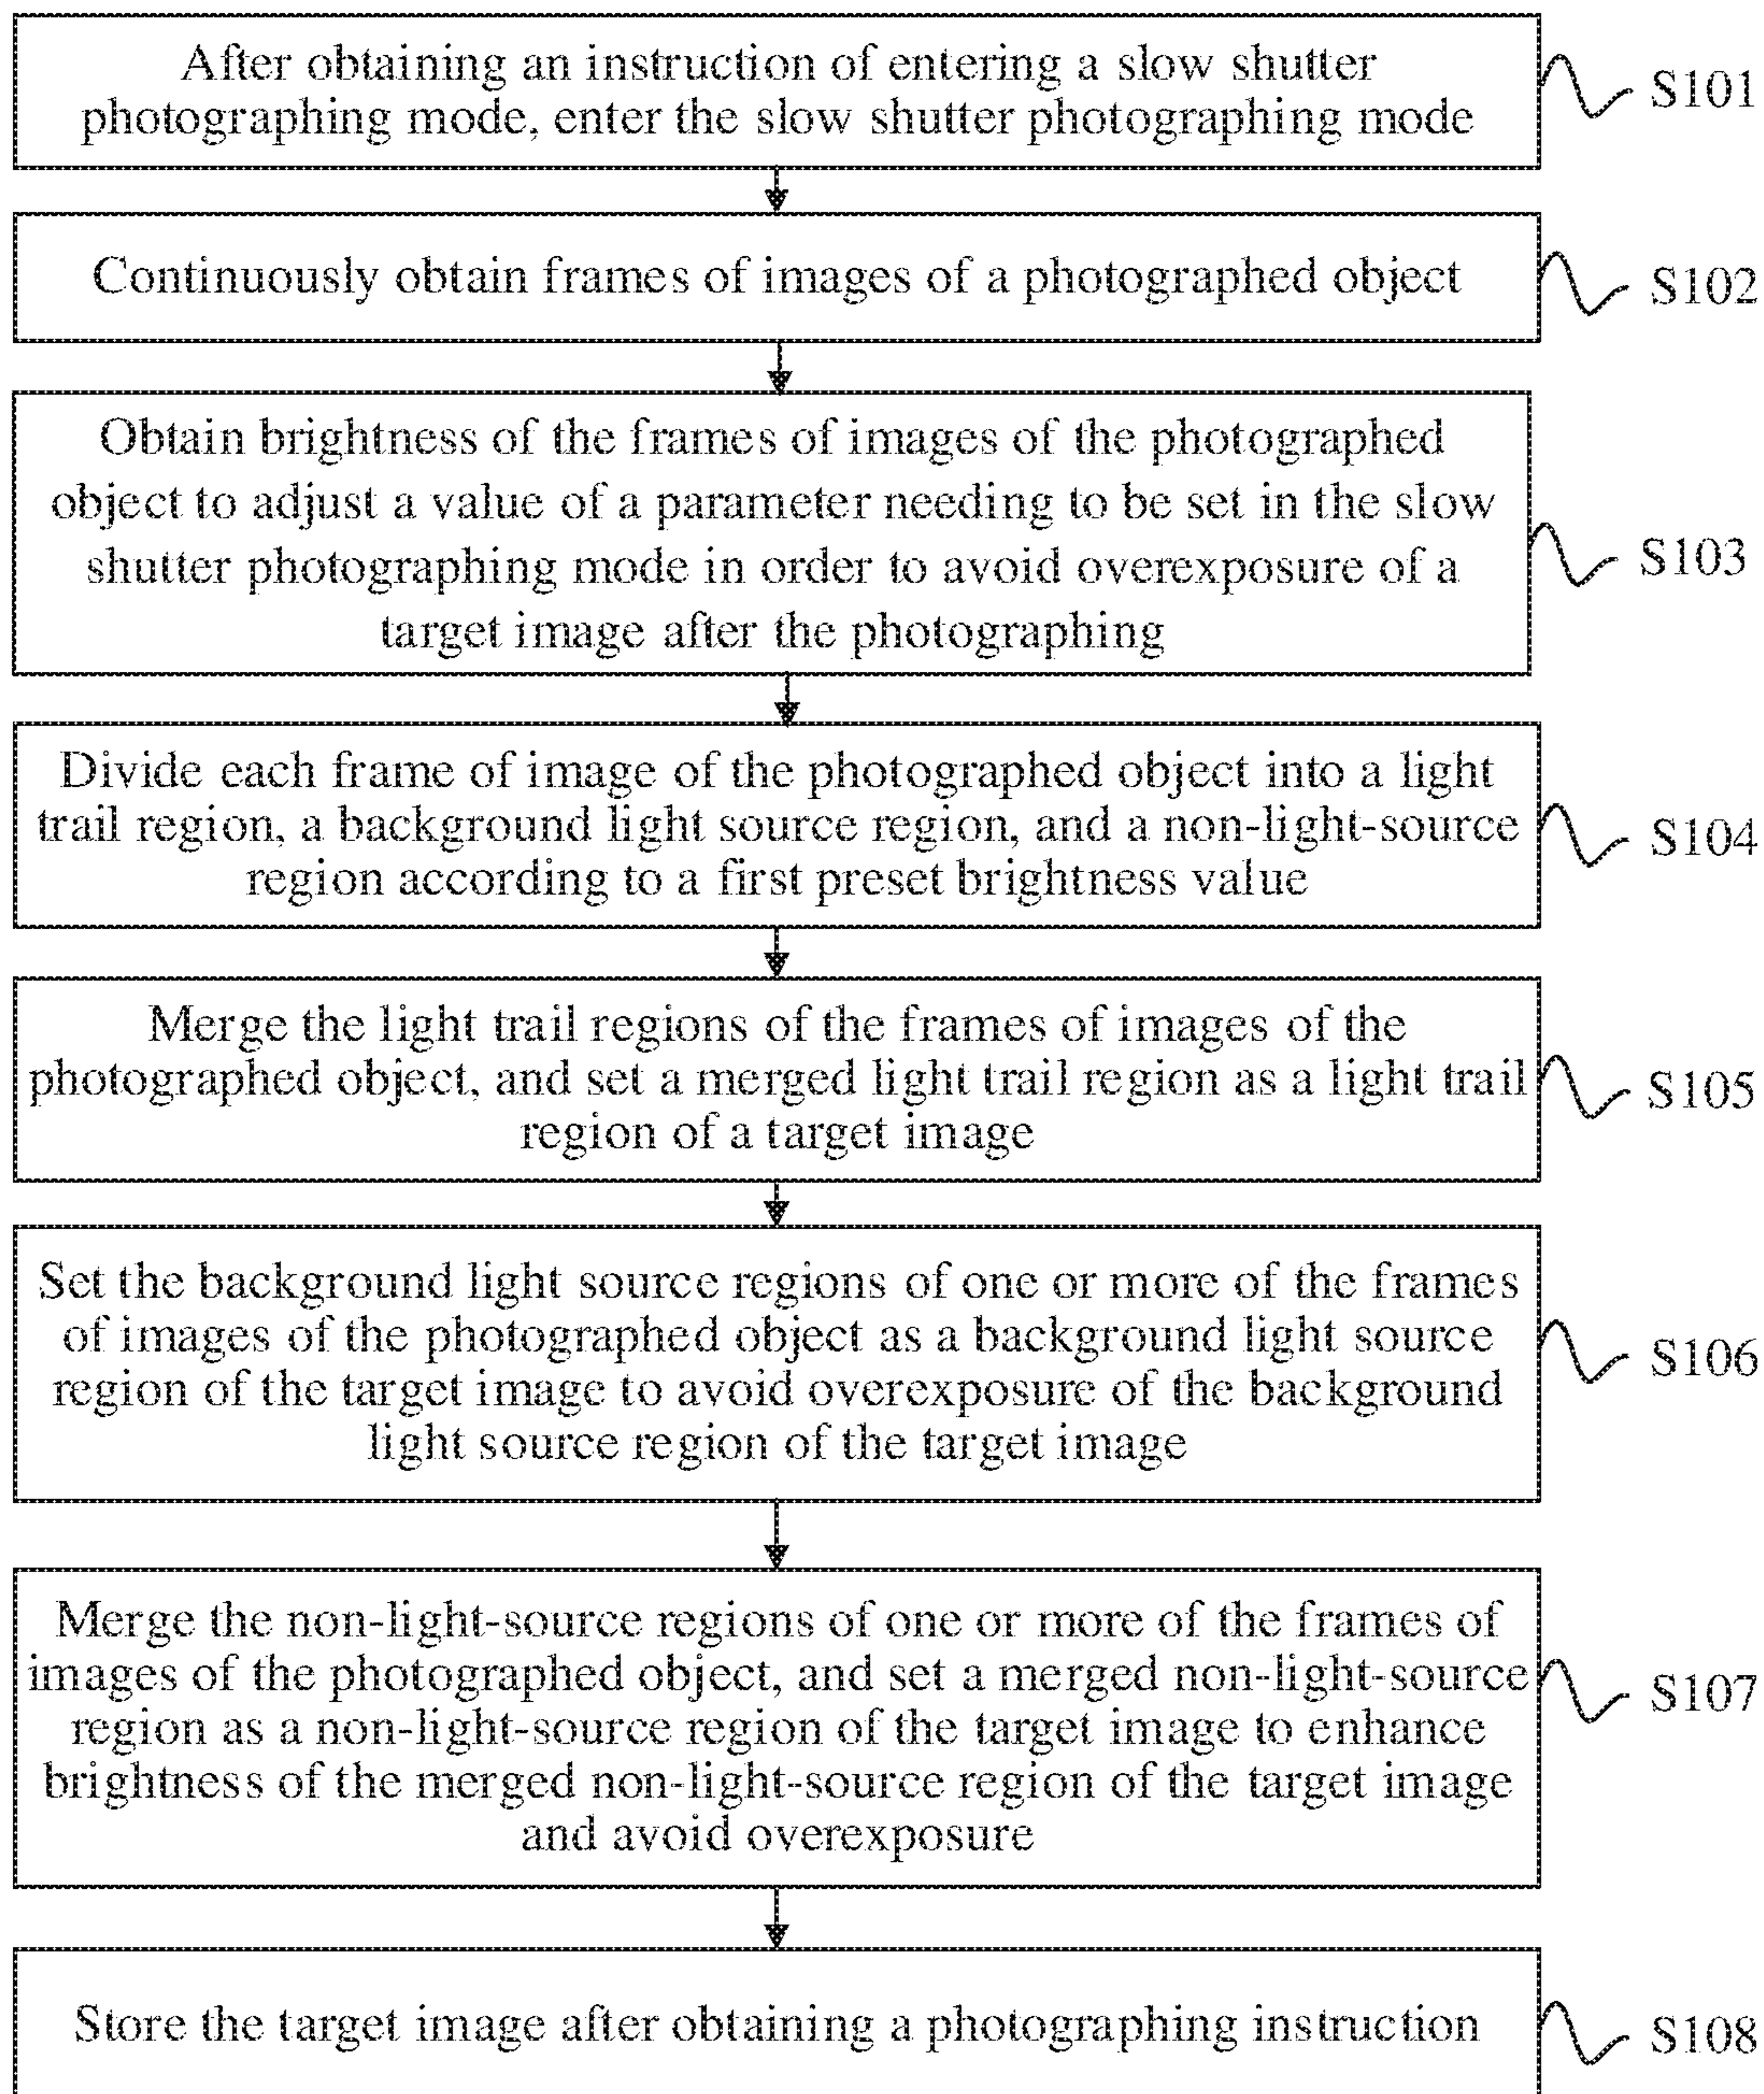 After obtaining an instruction of entering a slow shutter
photographing mode, enter the slow shutter photographing mode
S101
Continuously obtain frames of images of a photographed object
S102
Obtain brightness of the frames of images of the photographed
object to adjust a value of a parameter needing to be set in the slow
shutter photographing mode in order to avoid overexposure of a
target image after the photographing
S103
Divide each frame of image of the photographed object into a light
trail region, a background light source region, and a non-light-source
region according to a first preset brightness value
S104
Merge the light trail regions of the frames of images of the
photographed object, and set a merged light trail region as a light trail
region of a target image
S105
Set the background light source regions of one or more of the frames
of images of the photographed object as a background light source
region of the target image to avoid overexposure of the background
light source region of the target image
S106
Merge the non-light-source regions of one or more of the frames of
images of the photographed object, and set a merged non-light-source
region as a non-light-source region of the target image to enhance
brightness of the merged non-light-source region of the target image
and avoid overexposure
S107
Store the target image after obtaining a photographing instruction
S108